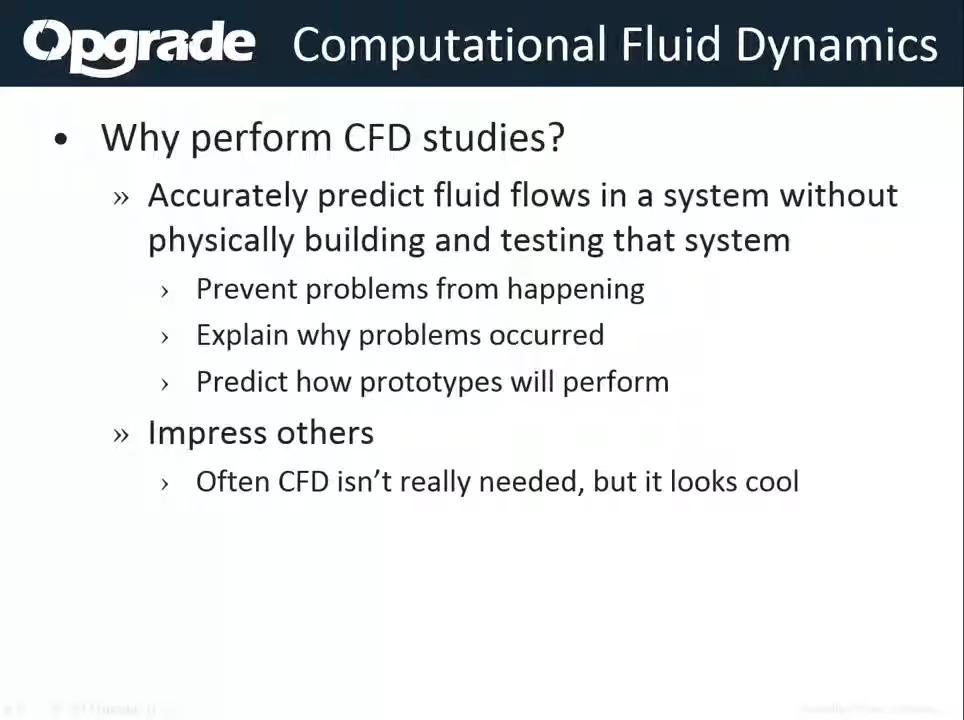 Opgrade Computational Fluid Dynamics
• Why perform CFD studies?
» Accurately predict fluid flows in a system without
physically building and testing that system
› Prevent problems from happening
› Explain why problems occurred
› Predict how prototypes will perform
» Impress others
› Often CFD isn’t really needed, but it looks cool